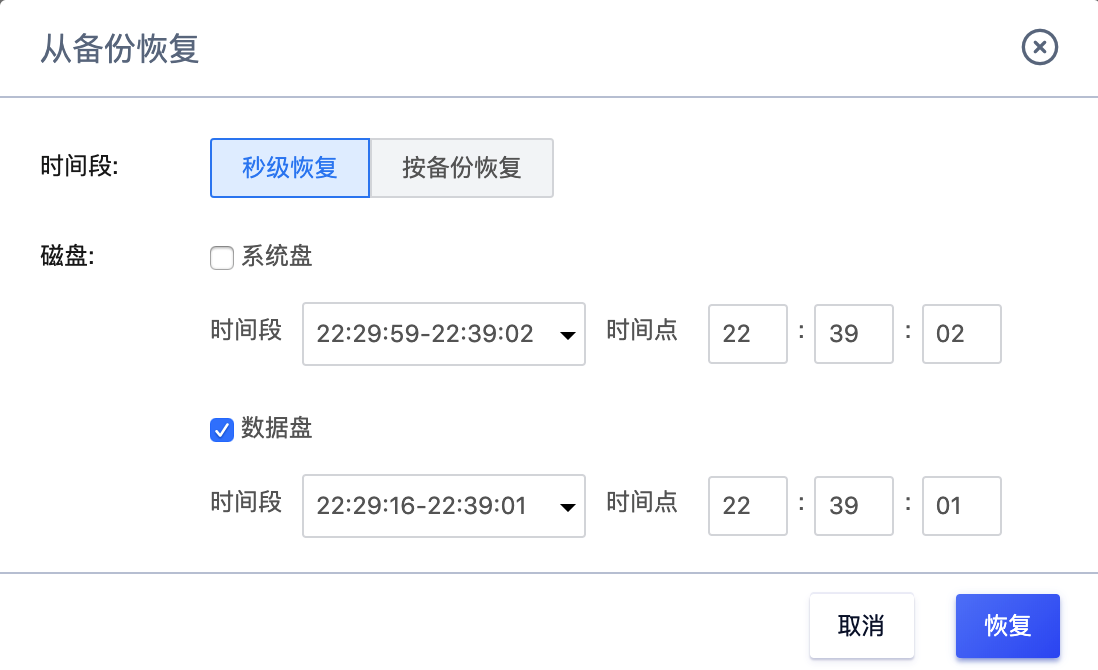 从备份恢复
时间段: 秒级恢复 按备份恢复
磁盘: 系统盘
时间段 22:29:59-22:39:02 时间点 22 : 39 : 02
数据盘
时间段 22:29:16-22:39:01 时间点 22 : 39 : 01
取消 恢复